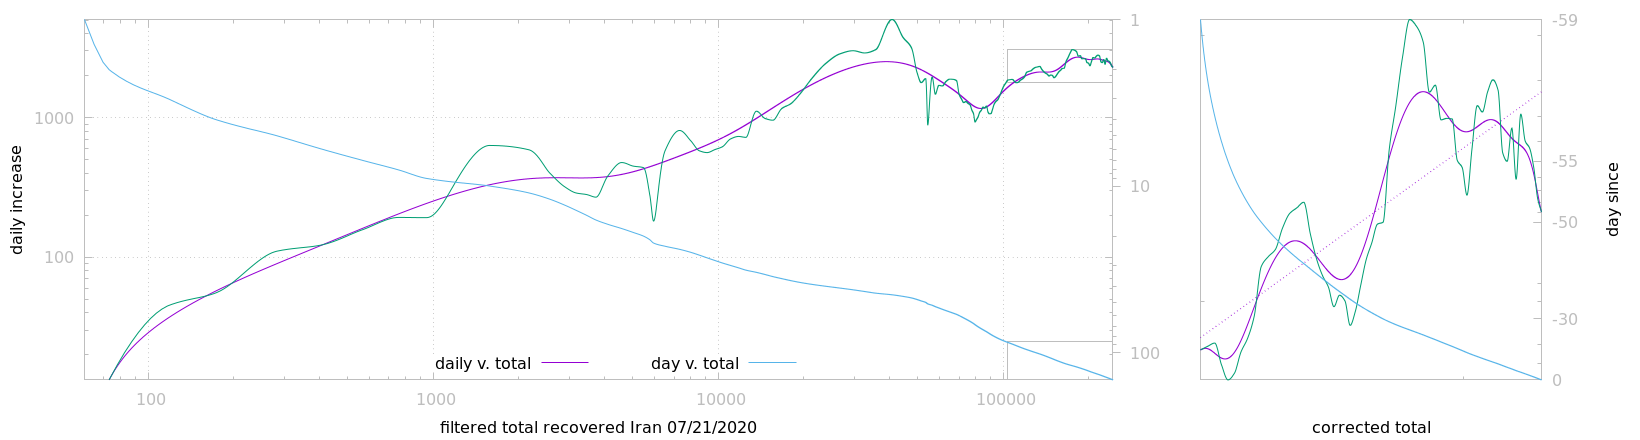 daily increase
1000
100
100
1000
10000
100000
1
10
100
daily v. total
day v. total
filtered total recovered Iran 07/21/2020
-59
-55
-50
-30
0
day since
corrected total